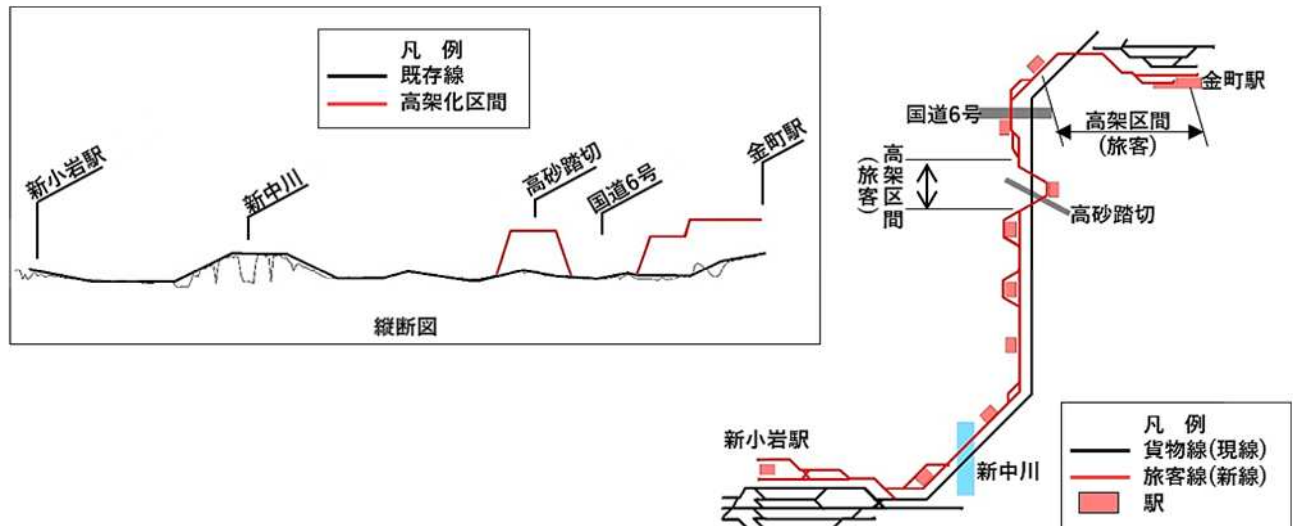 凡 例
既存線
高架化区間
新小岩駅
新中川
高砂踏切
国道6号
金町駅
縦断図
金町駅
国道6号
高架区間
(旅客)
高架区間
(旅客)
高砂踏切
新小岩駅
新中川
凡 例
貨物線(現線)
旅客線(新線)
駅